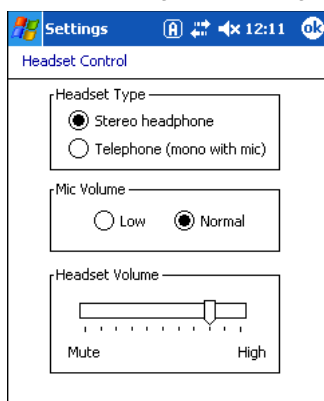 Settings A 12:11 ok
Headset Control
Headset Type
Stereo headphone
Telephone (mono with mic)
Mic Volume
Low Normal
Headset Volume
Mute High